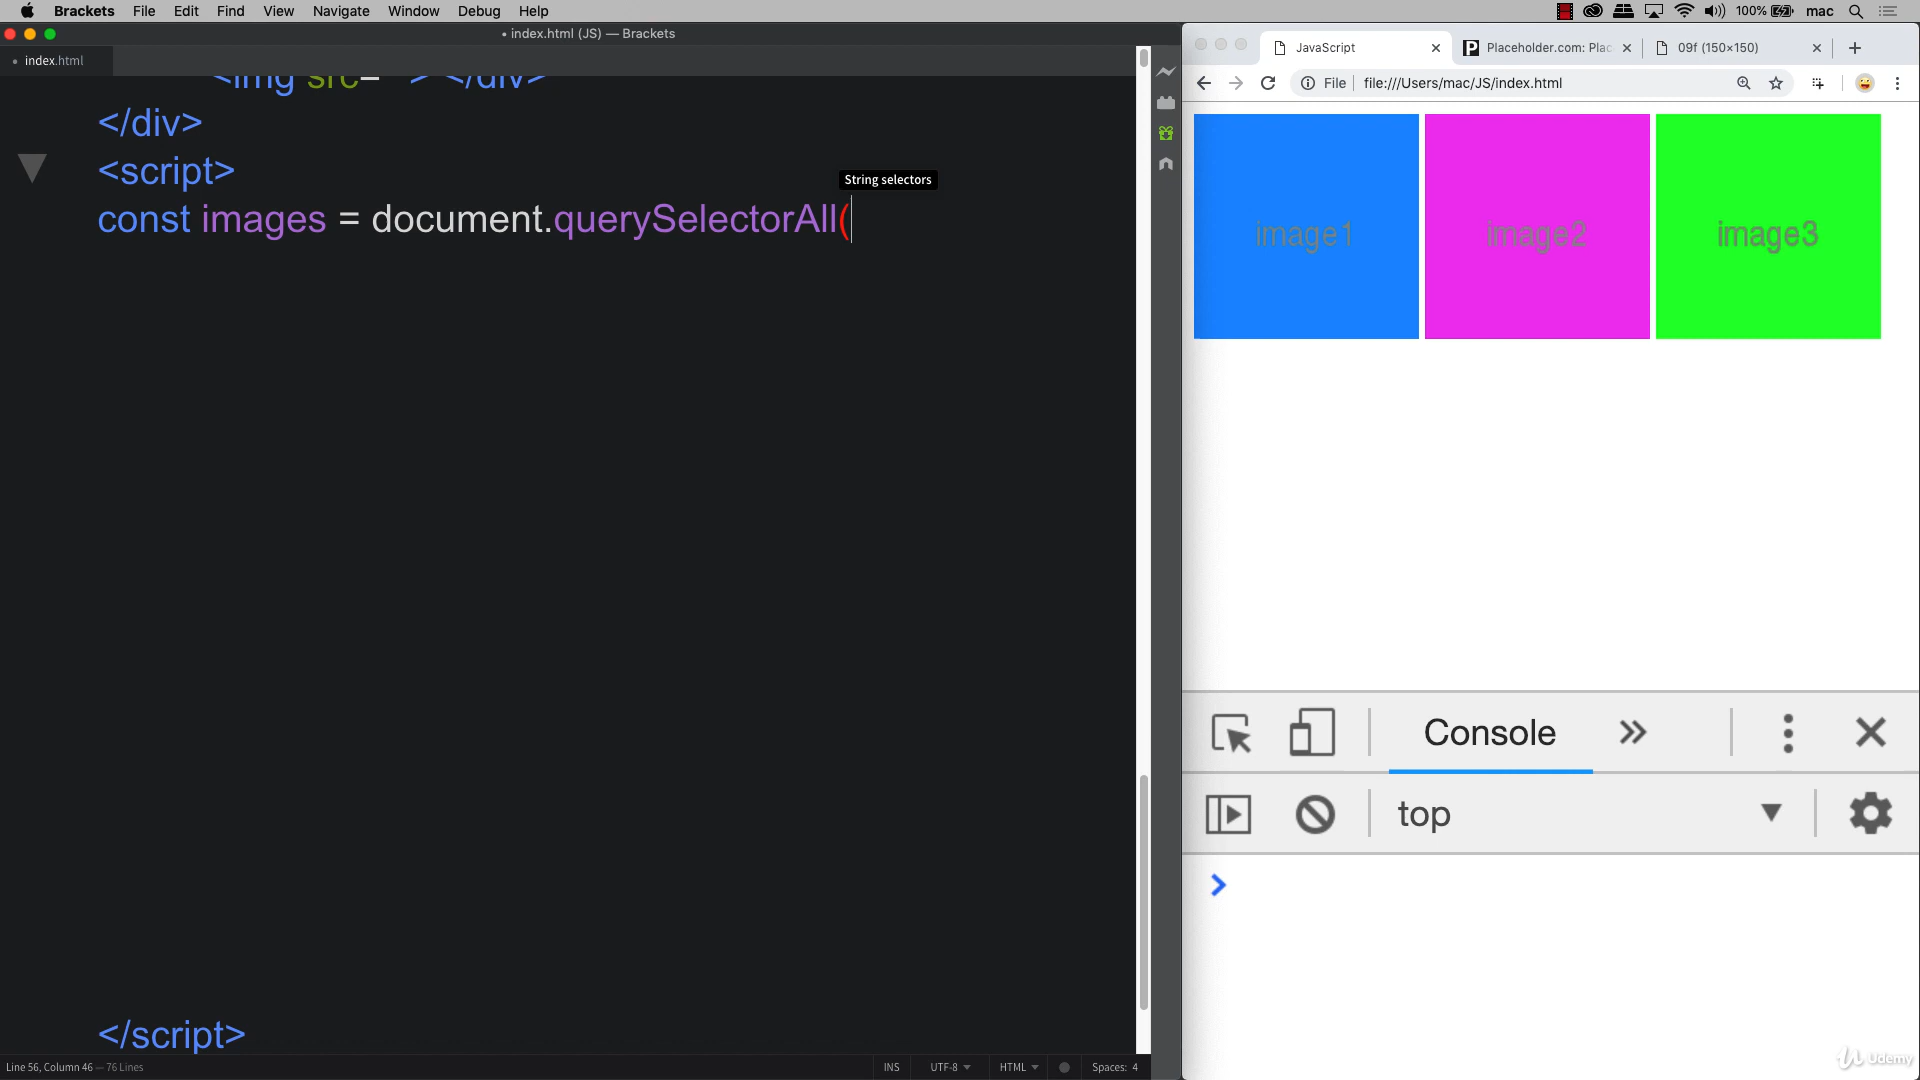 Brackets File Edit Find View Navigate Window Debug Help 100% mac
• index.html (JS) — Brackets
• index.html
JavaScript
Placeholder.com: Plac
09f (150×150)
File file:///Users/mac/JS/index.html
<img src=" "> </div>
</div>
<script>
String selectors
const images = document.querySelectorAll(
</script>
Line 56, Column 46 — 76 Lines
INS UTF-8 HTML Spaces: 4
image1 image2 image3
Console
top
Udemy